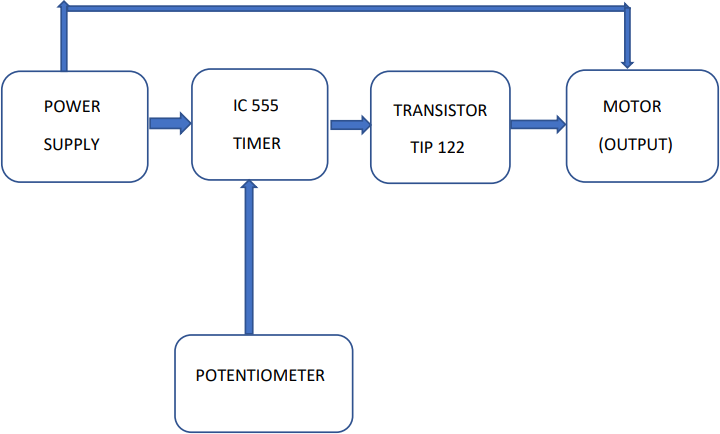 POWER
SUPPLY
IC 555
TIMER
TRANSISTOR
TIP 122
MOTOR
(OUTPUT)
POTENTIOMETER